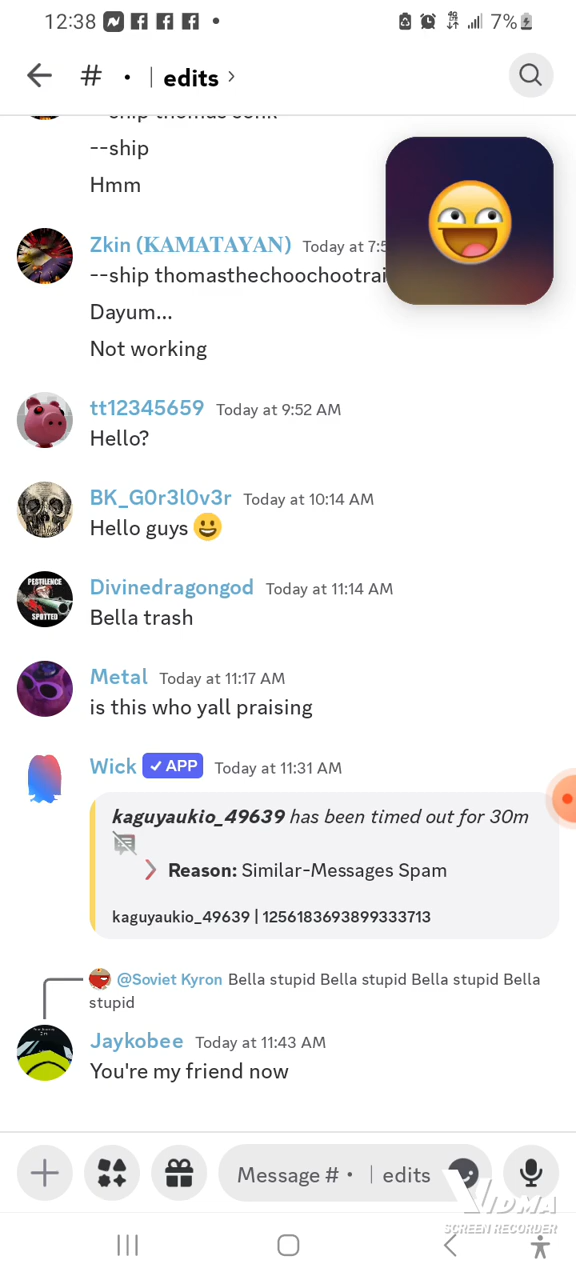 12:38
7%
# • | edits ›
--ship
Hmm
Zkin (KAMATAYAN) Today at
--ship thomasthechoochootrai
Dayum...
Not working
tt12345659 Today at 9:52 AM
Hello?
BK_G0r3l0v3r Today at 10:14 AM
Hello guys 😃
PESTILENCE
SPOTTED
Divinedragongod Today at 11:14 AM
Bella trash
Metal Today at 11:17 AM
is this who yall praising
Wick ✓ APP Today at 11:31 AM
kaguyaukio_49639 has been timed out for 30m
Reason: Similar-Messages Spam
kaguyaukio_49639 | 1256183693899333713
@Soviet Kyron Bella stupid Bella stupid Bella stupid Bella
stupid
Jaykobee Today at 11:43 AM
You're my friend now
Message # • | edits
VIDMA
SCREEN RECORDER